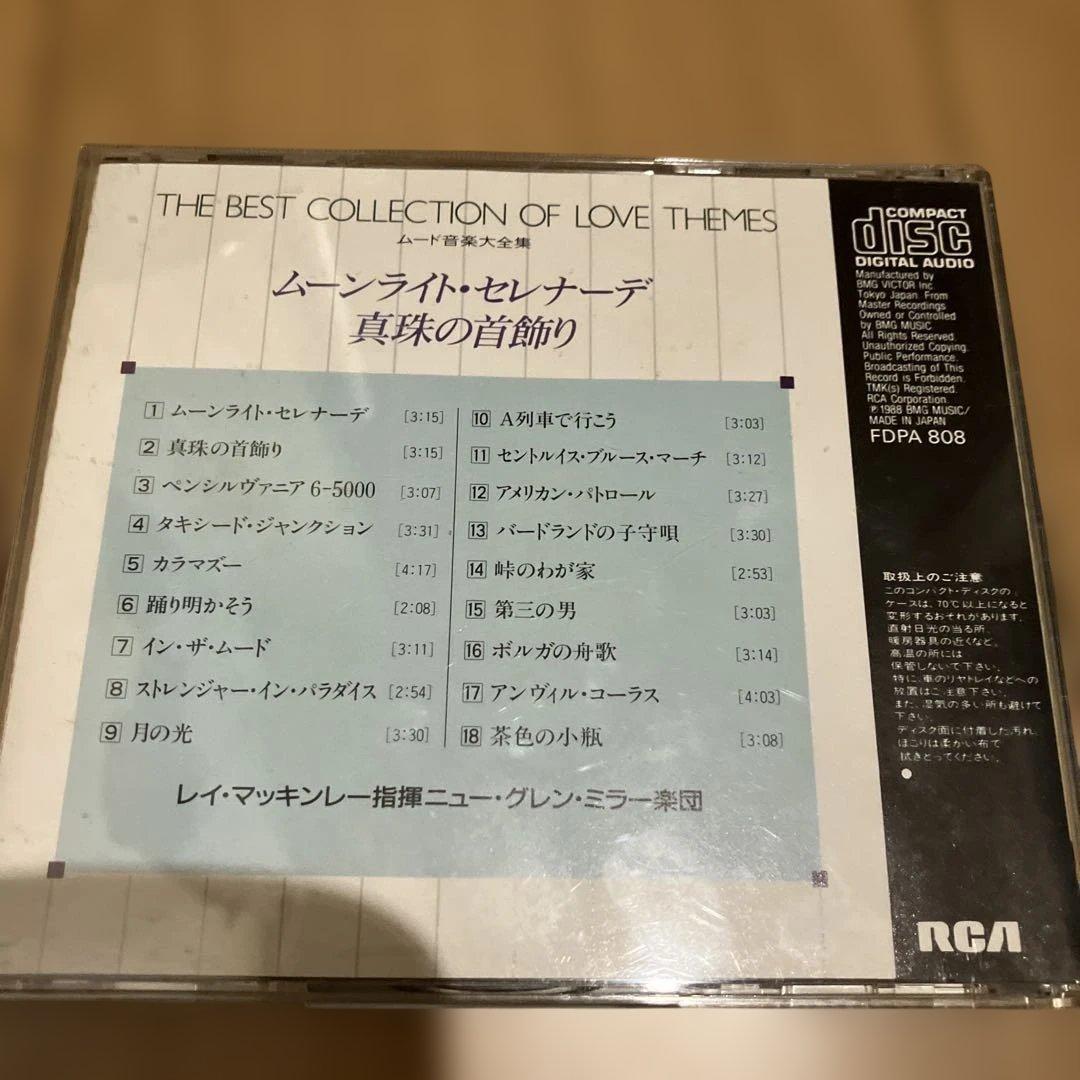 THE BEST COLLECTION OF LOVE THEMES
ムード音楽大全集
ムーンライト・セレナーデ
真珠の首飾り
1 ムーンライト・セレナーデ [3:15]
2 真珠の首飾り [3:15]
3 ペンシルヴァニア 6-5000 [3:07]
4 タキシード・ジャンクション [3:31]
5 カラマズー [4:17]
6 踊り明かそう [2:08]
7 イン・ザ・ムード [3:11]
8 ストレンジャー・イン・パラダイス [2:54]
9 月の光 [3:30]
10 A列車で行こう [3:03]
11 セントルイス・ブルース・マーチ [3:12]
12 アメリカン・パトロール [3:27]
13 バードランドの子守唄 [3:30]
14 峠のわが家 [2:53]
15 第三の男 [3:03]
16 ボルガの舟歌 [3:14]
17 アンヴィル・コーラス [4:03]
18 茶色の小瓶 [3:08]
レイ・マッキンレー指揮ニュー・グレン・ミラー楽団
COMPACT
disc
DIGITAL AUDIO
Manufactured by
BMG VICTOR Inc.
Tokyo Japan. From
Master Recordings
Owned or Controlled
by BMG MUSIC
All Rights Reserved.
Unauthorized Copying.
Public Performance.
Broadcasting of This
Record is Forbidden.
TMK(s) Registered.
RCA Corporation.
℗1988 BMG MUSIC/
MADE IN JAPAN
FDPA 808
取扱上のご注意
このコンパクト・ディスクの
ケースは、70℃以上になると
変形するおそれがあります。
直射日光の当る所、
暖房器具の近くなど、
高温の所には
保管しないで下さい。
特に、車のリヤトレイなどへの
放置はご注意下さい。
また、湿気の多い所も避けて
下さい。
ディスク面に付着した汚れ、
ほこりは柔かい布で
拭きとってください。
RCA